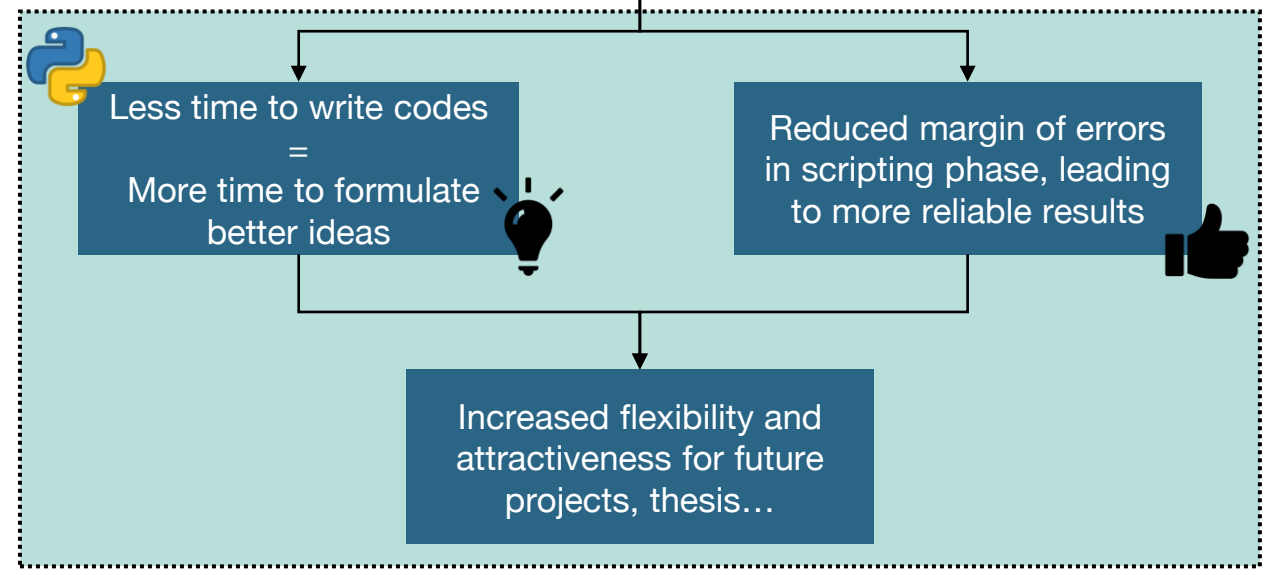 Less time to write codes
=
More time to formulate
better ideas
Reduced margin of errors
in scripting phase, leading
to more reliable results
Increased flexibility and
attractiveness for future
projects, thesis…